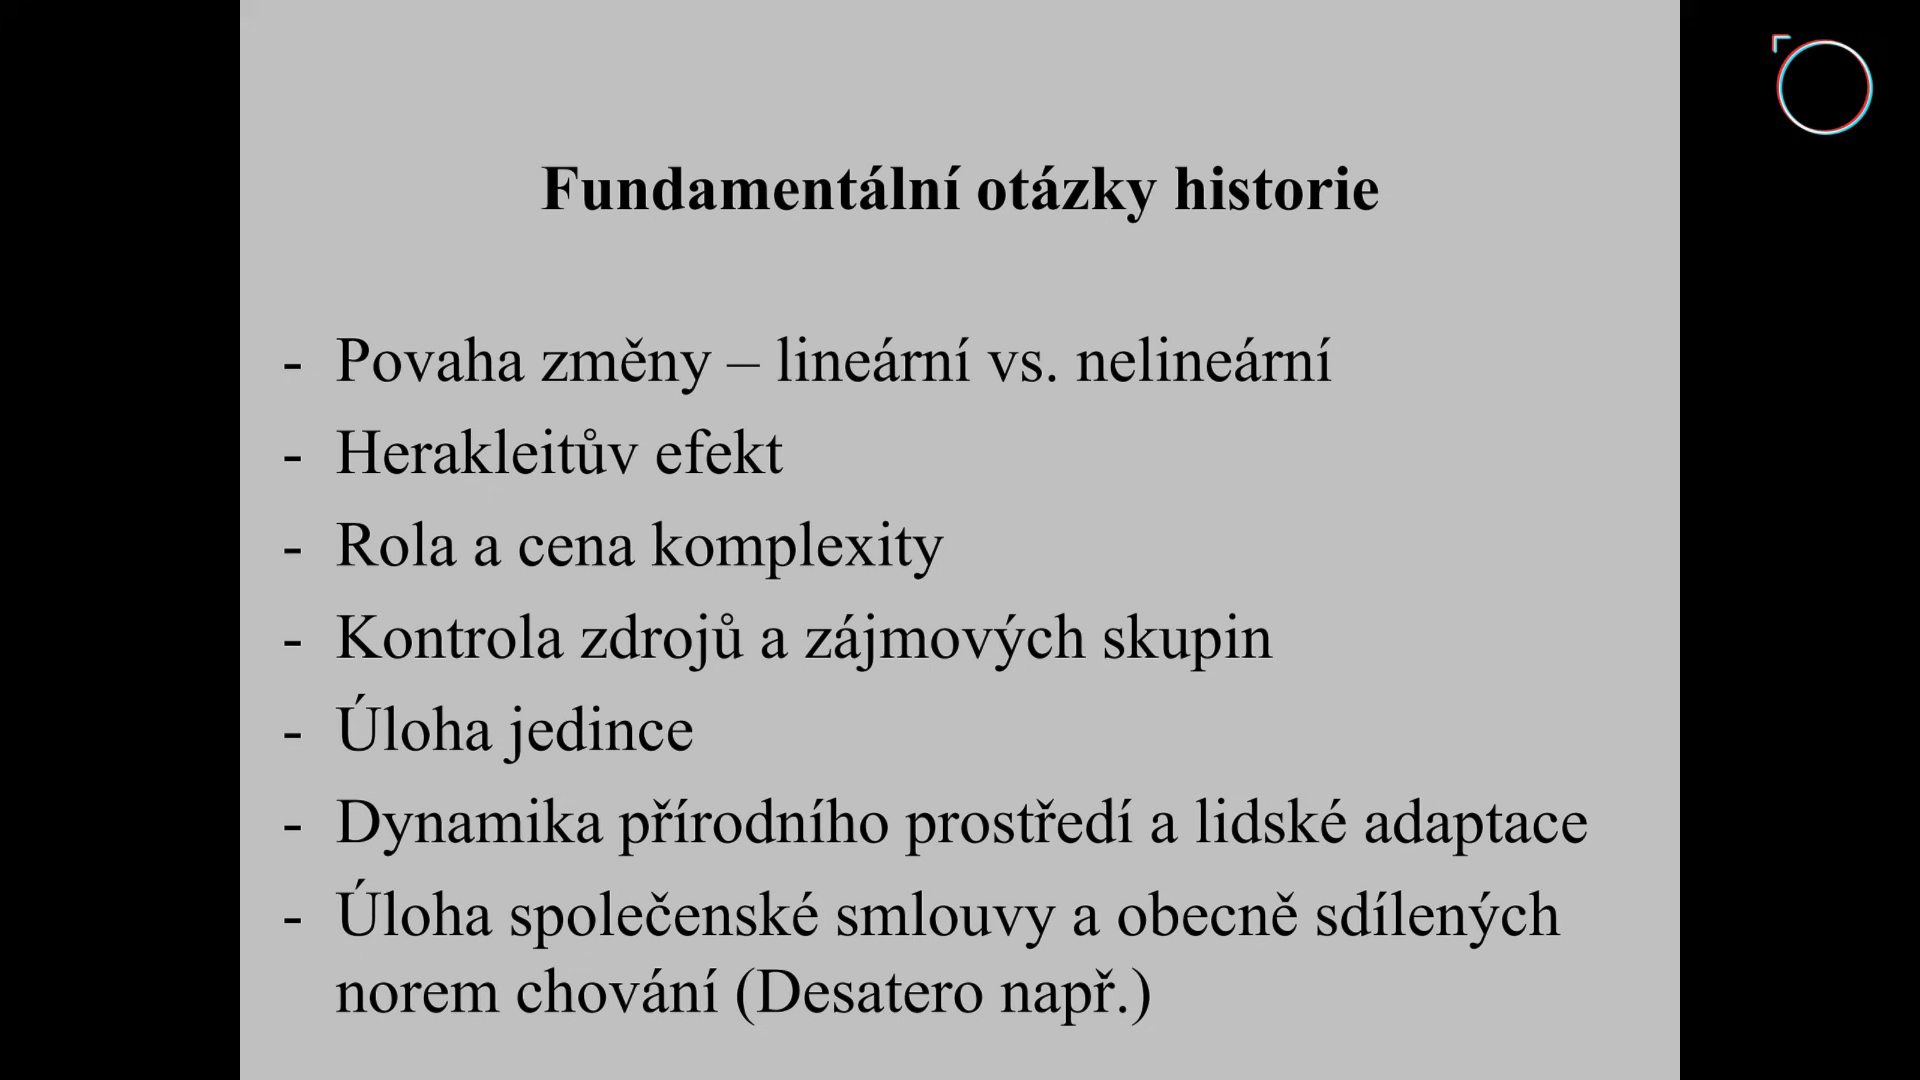 Fundamentální otázky historie
- Povaha změny – lineární vs. nelineární
- Herakleitův efekt
- Rola a cena komplexity
- Kontrola zdrojů a zájmových skupin
- Úloha jedince
- Dynamika přírodního prostředí a lidské adaptace
- Úloha společenské smlouvy a obecně sdílených
norem chování (Desatero např.)